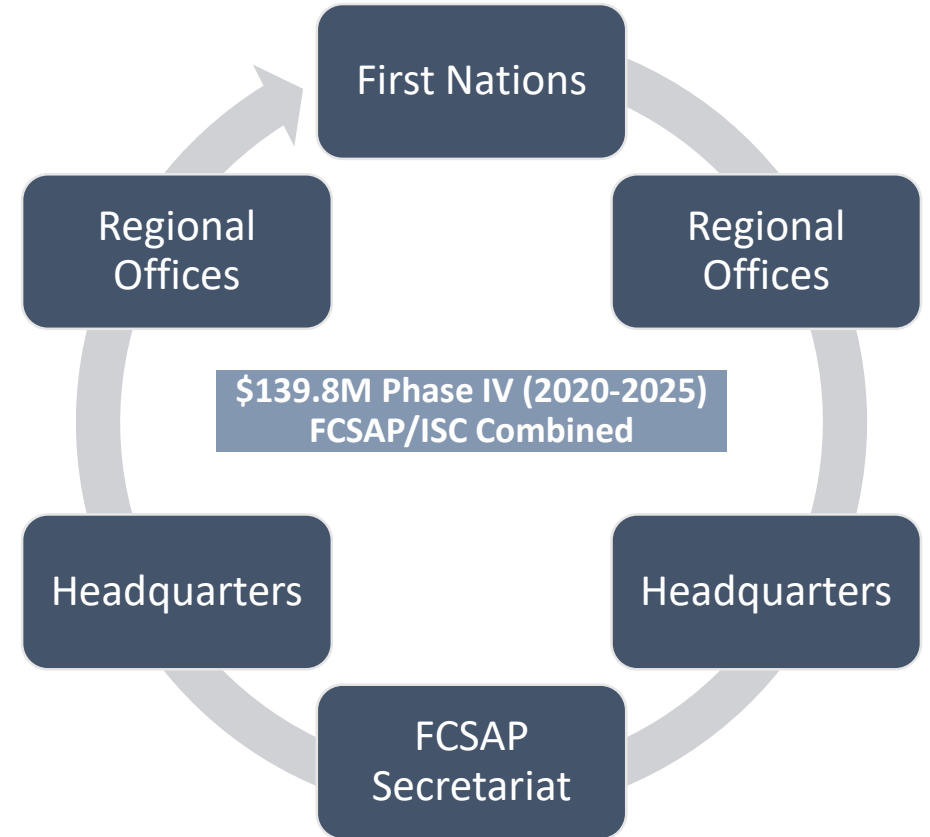 First Nations
Regional
Offices
Regional
Offices
$139.8M Phase IV (2020-2025)
FCSAP/ISC Combined
Headquarters
Headquarters
FCSAP
Secretariat